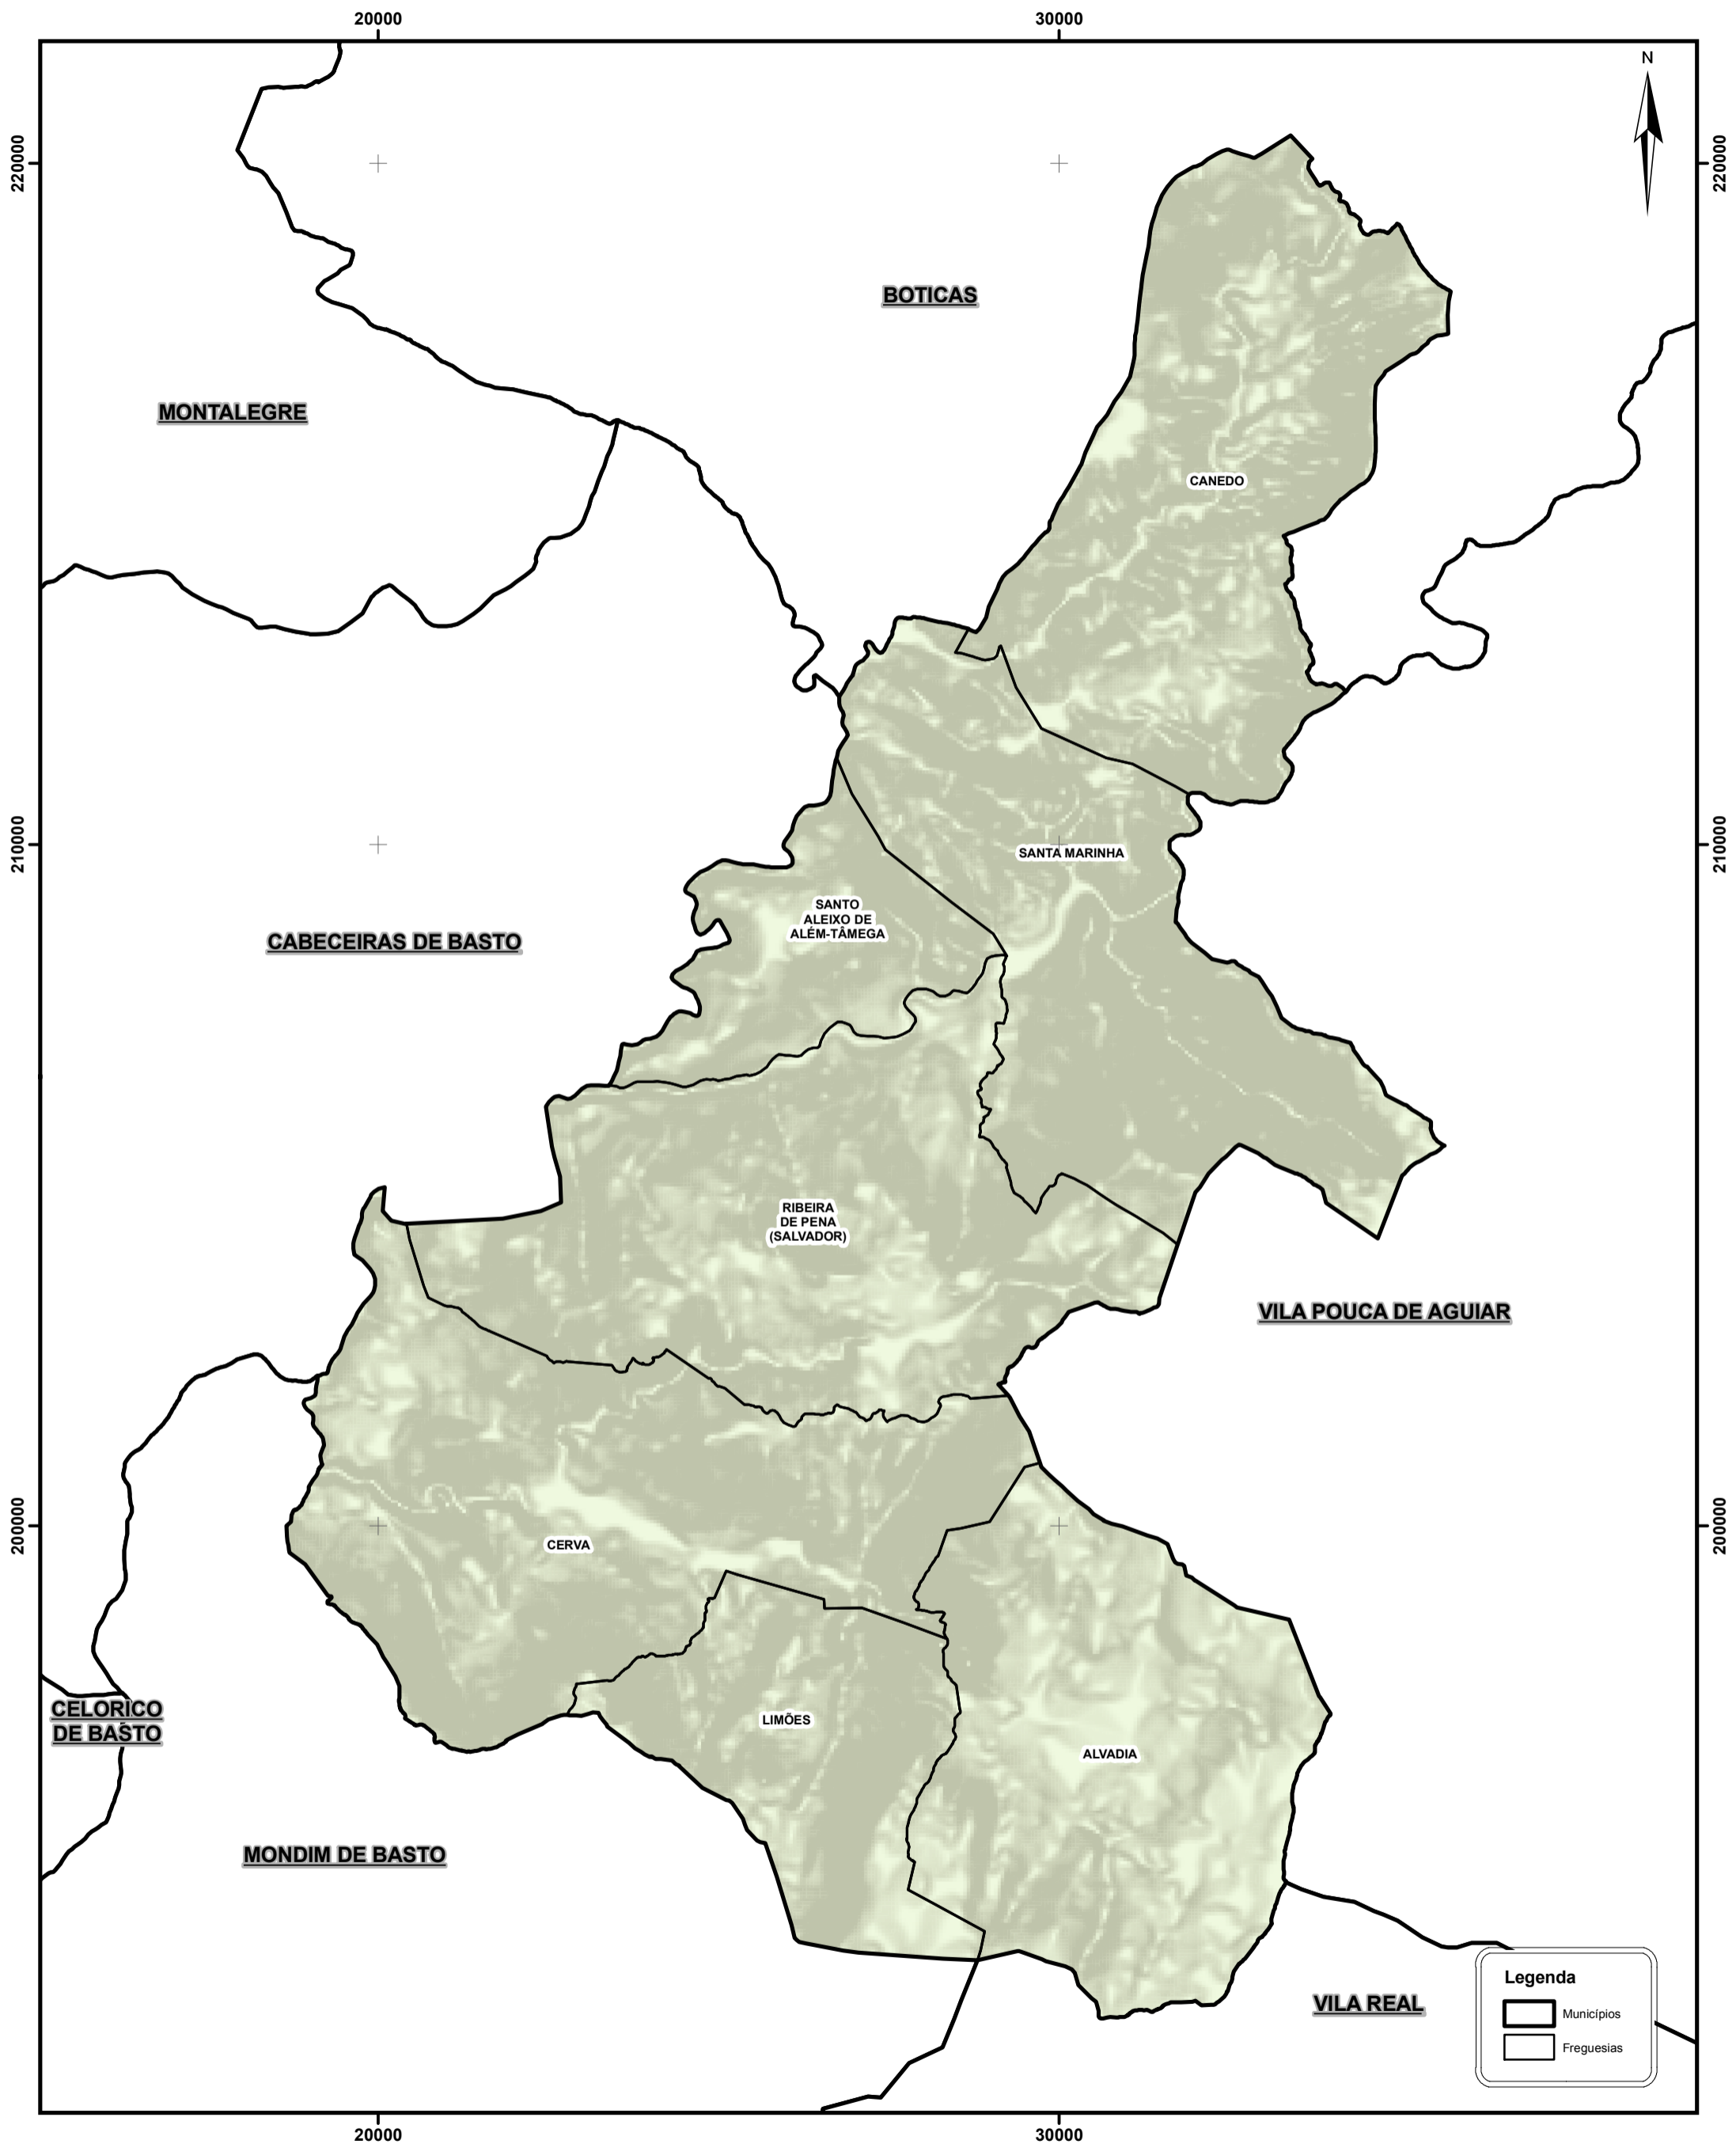 20000
30000
N
220000
220000
BOTICAS
MONTALEGRE
CANEDO
210000
210000
SANTA MARINHA
SANTO
ALEIXO DE
ALÉM-TÂMEGA
CABECEIRAS DE BASTO
RIBEIRA
DE PENA
(SALVADOR)
VILA POUCA DE AGUIAR
200000
200000
CERVA
CELORICO
DE BASTO
LIMÕES
ALVADIA
MONDIM DE BASTO
VILA REAL
Legenda
Municípios
Freguesias
20000
30000